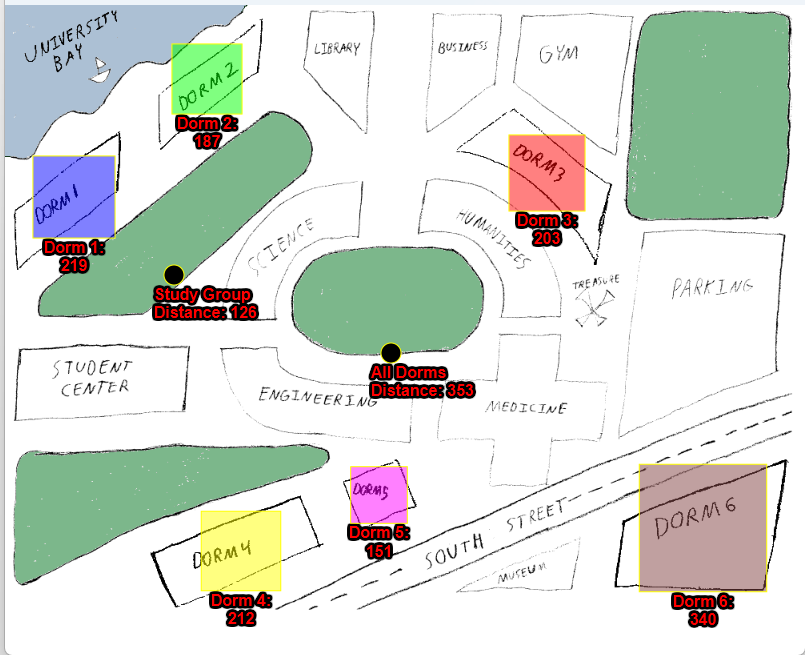 UNIVERSITY
BAY
LIBRARY
BUSINESS
GYM
DORM 2
Dorm 2:
187
DORM 3
Dorm 3:
203
DORM 1
Dorm 1:
219
SCIENCE
HUMANITIES
TREASURE
PARKING
Study Group
Distance: 126
STUDENT
CENTER
All Dorms
Distance: 353
ENGINEERING
MEDICINE
DORM5
Dorm 5:
151
DORM 4
Dorm 4:
212
SOUTH STREET
MUSEUM
DORM 6
Dorm 6:
340